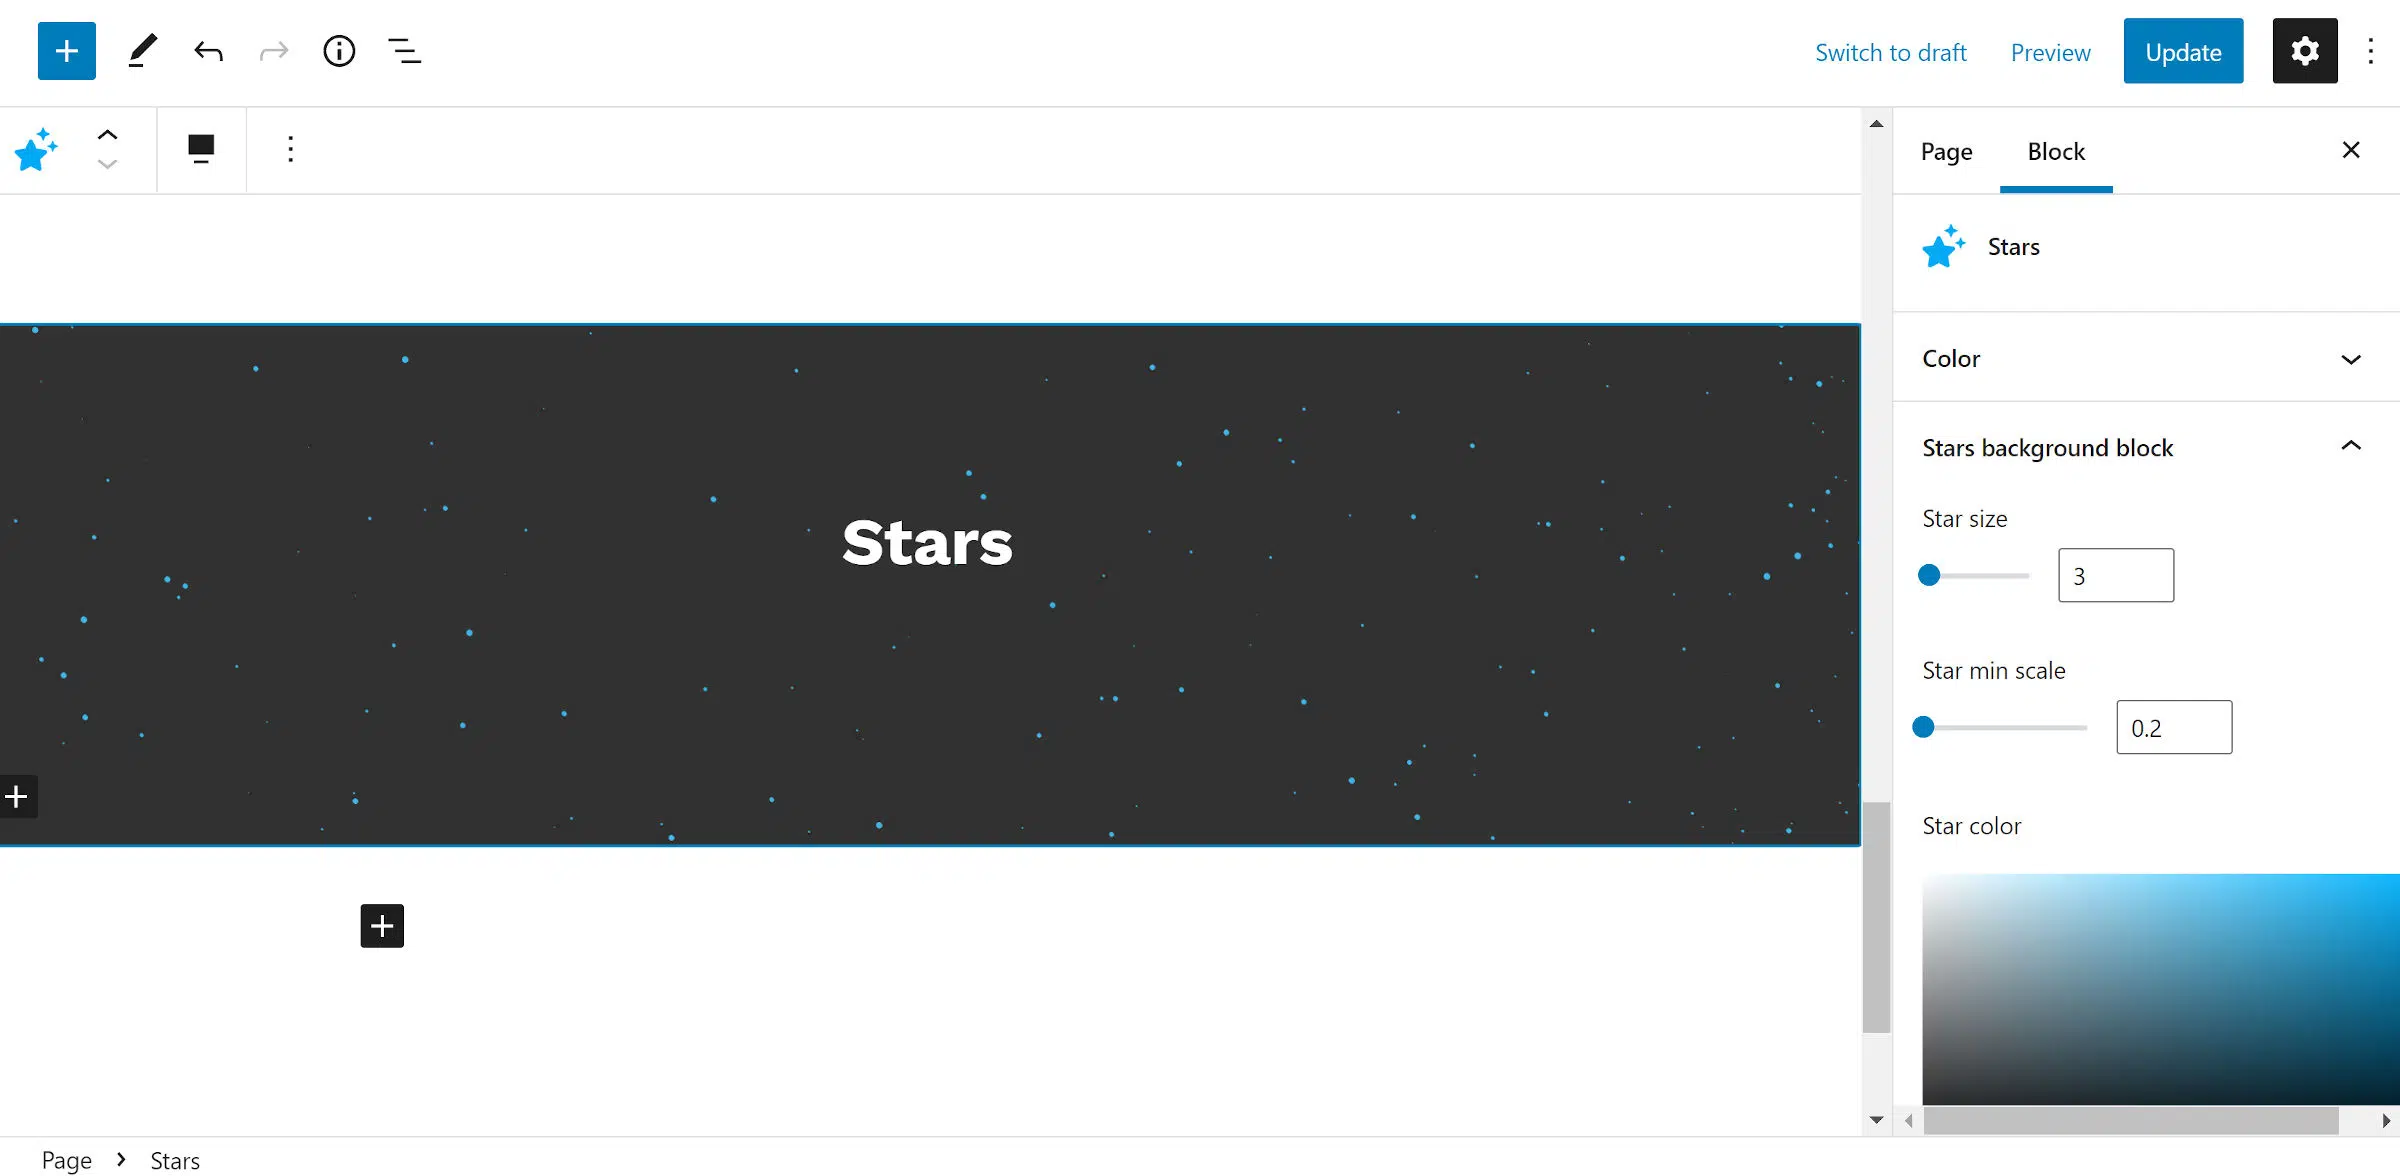 Switch to draft
Preview
Update
Page
Block
Stars
Color
Stars background block
Star size
3
Star min scale
0.2
Star color
Stars
Page
Stars